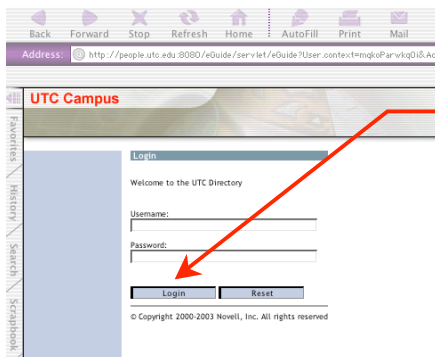 Back Forward Stop Refresh Home AutoFill Print Mail
Address: http://people.utc.edu:8080/eGuide/servlet/eGuide?User.context=mqkoParwkqOi&Ac
UTC Campus
Favorites
History
Search
Scrapbook
Login
Welcome to the UTC Directory
Username:
Password:
Login Reset
© Copyright 2000-2003 Novell, Inc. All rights reserved